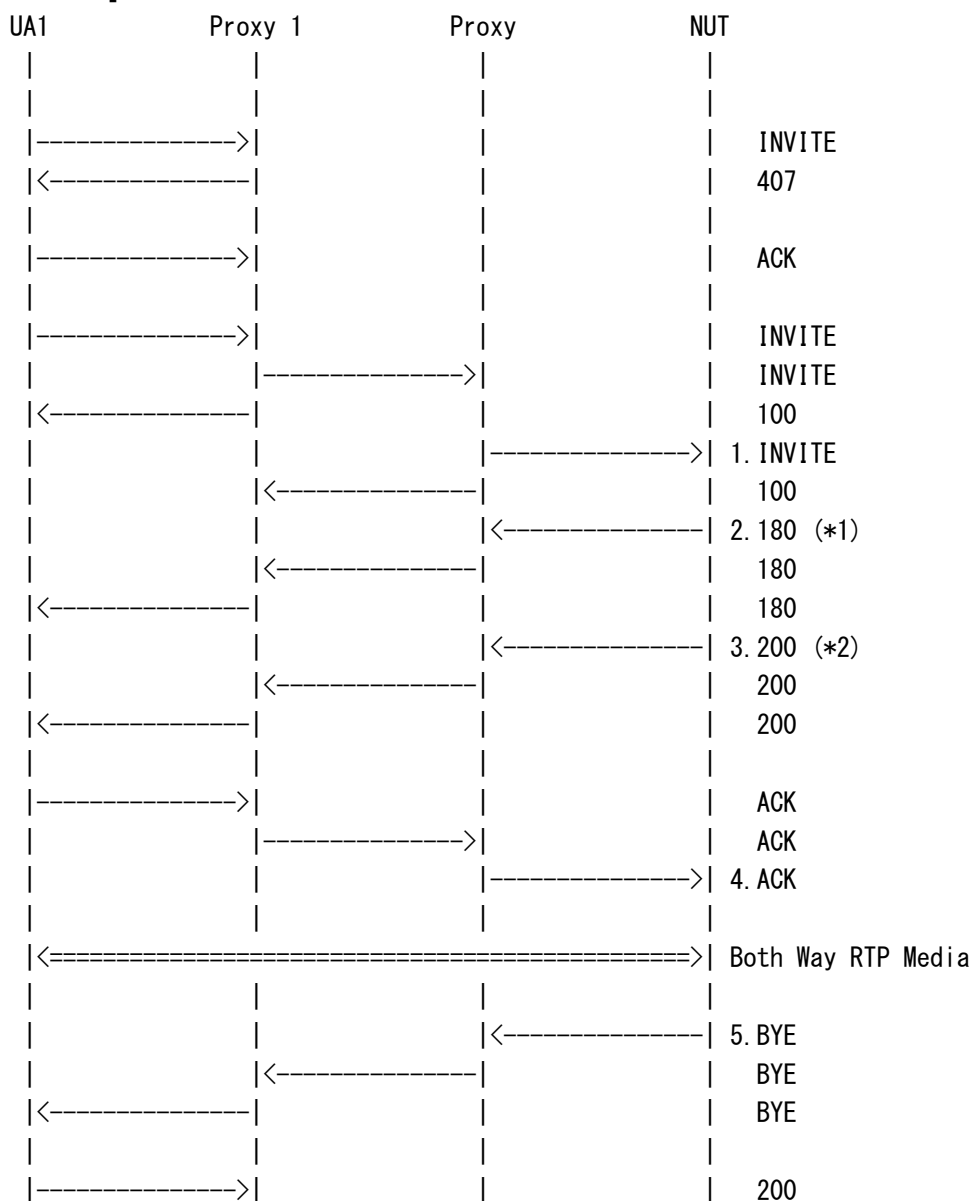 UA1 Proxy 1 Proxy NUT
INVITE
407
ACK
INVITE
INVITE
100
1. INVITE
100
2. 180 (*1)
180
180
3. 200 (*2)
200
200
ACK
ACK
4. ACK
Both Way RTP Media
5. BYE
BYE
BYE
200